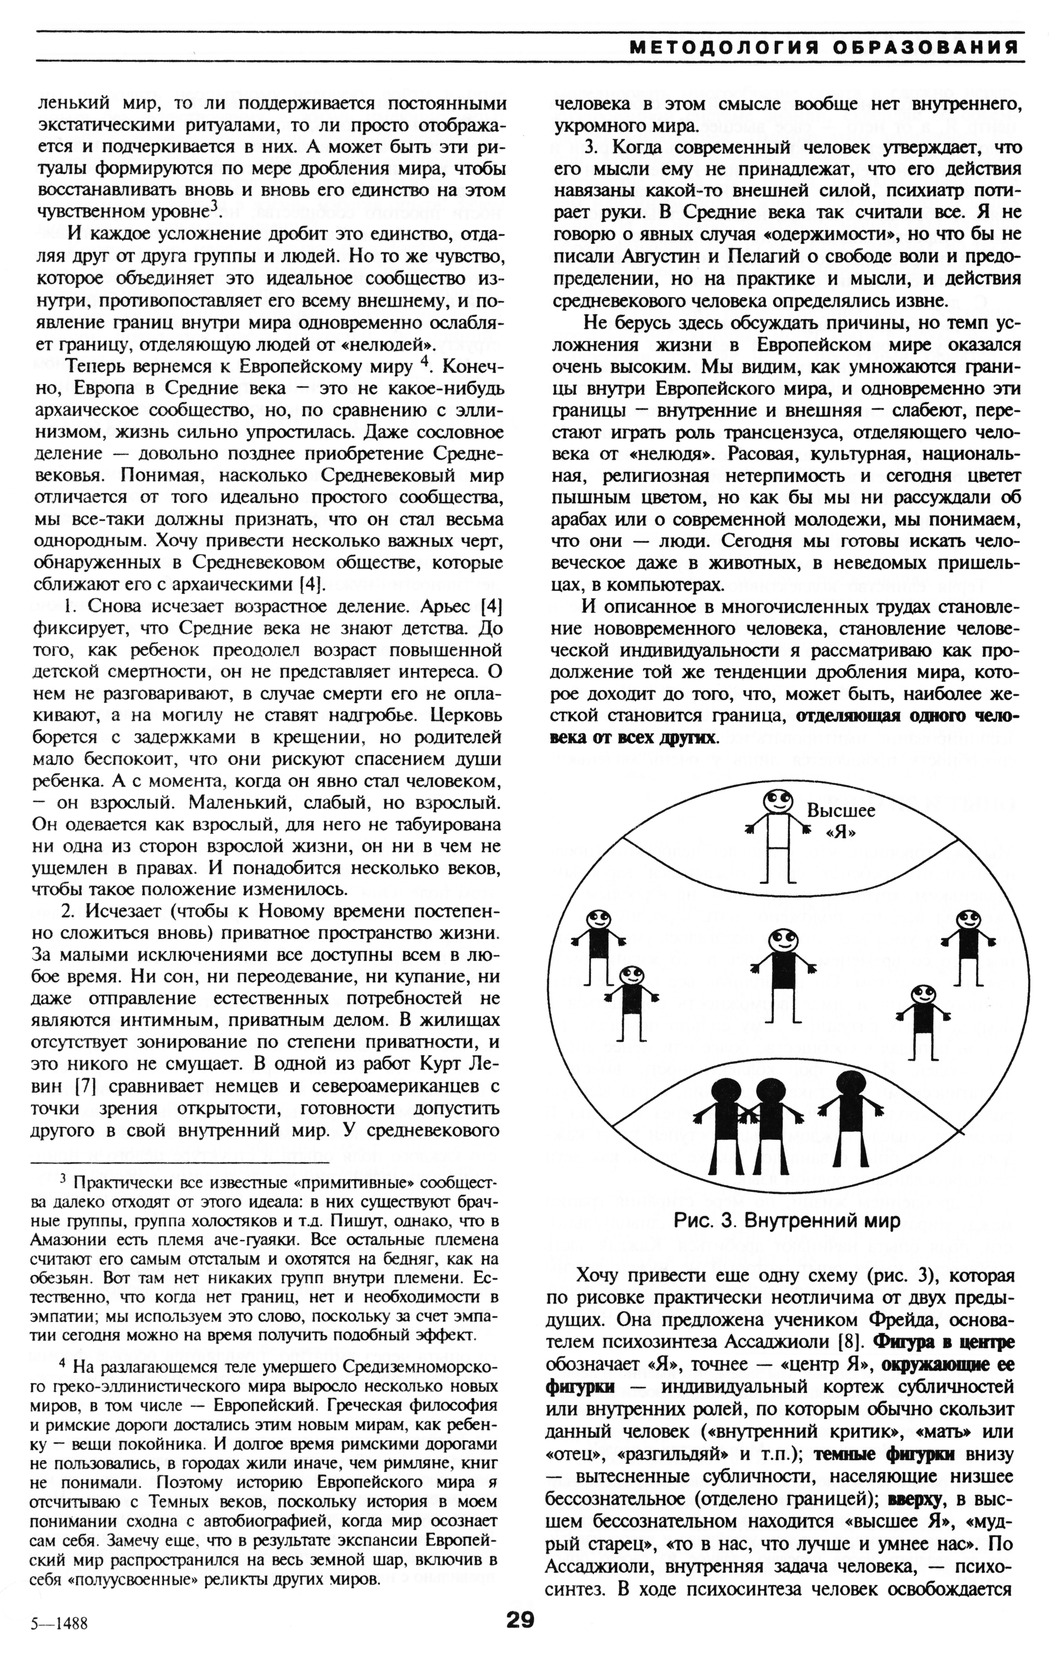 МЕТОДОЛОГИЯ ОБРАЗОВАНИЯ
ленький мир, то ли поддерживается постоянными
экстатическими ритуалами, то ли просто отобража-
ется и подчеркивается в них. А может быть эти ри-
туалы формируются по мере дробления мира, чтобы
восстанавливать вновь и вновь его единство на этом
чувственном уровне³.
И каждое усложнение дробит это единство, отда-
ляя друг от друга группы и людей. Но то же чувство,
которое объединяет это идеальное сообщество из-
нутри, противопоставляет его всему внешнему, и по-
явление границ внутри мира одновременно ослабля-
ет границу, отделяющую людей от «нелюдей».
Теперь вернемся к Европейскому миру ⁴. Конеч-
но, Европа в Средние века — это не какое-нибудь
архаическое сообщество, но, по сравнению с элли-
низмом, жизнь сильно упростилась. Даже сословное
деление — довольно позднее приобретение Средне-
вековья. Понимая, насколько Средневековый мир
отличается от того идеально простого сообщества,
мы все-таки должны признать, что он стал весьма
однородным. Хочу привести несколько важных черт,
обнаруженных в Средневековом обществе, которые
сближают его с архаическими [4].
1. Снова исчезает возрастное деление. Арьес [4]
фиксирует, что Средние века не знают детства. До
того, как ребенок преодолел возраст повышенной
детской смертности, он не представляет интереса. О
нем не разговаривают, в случае смерти его не опла-
кивают, а на могилу не ставят надгробье. Церковь
борется с задержками в крещении, но родителей
мало беспокоит, что они рискуют спасением души
ребенка. А с момента, когда он явно стал человеком,
— он взрослый. Маленький, слабый, но взрослый.
Он одевается как взрослый, для него не табуирована
ни одна из сторон взрослой жизни, он ни в чем не
ущемлен в правах. И понадобится несколько веков,
чтобы такое положение изменилось.
2. Исчезает (чтобы к Новому времени постепен-
но сложиться вновь) приватное пространство жизни.
За малыми исключениями все доступны всем в лю-
бое время. Ни сон, ни переодевание, ни купание, ни
даже отправление естественных потребностей не
являются интимным, приватным делом. В жилищах
отсутствует зонирование по степени приватности, и
это никого не смущает. В одной из работ Курт Ле-
вин [7] сравнивает немцев и североамериканцев с
точки зрения открытости, готовности допустить
другого в свой внутренний мир. У средневекового
³ Практически все известные «примитивные» сообщест-
ва далеко отходят от этого идеала: в них существуют брач-
ные группы, группа холостяков и т.д. Пишут, однако, что в
Амазонии есть племя аче-гуаяки. Все остальные племена
считают его самым отсталым и охотятся на бедняг, как на
обезьян. Вот там нет никаких групп внутри племени. Ес-
тественно, что когда нет границ, нет и необходимости в
эмпатии; мы используем это слово, поскольку за счет эмпа-
тии сегодня можно на время получить подобный эффект.
⁴ На разлагающемся теле умершего Средиземноморско-
го греко-эллинистического мира выросло несколько новых
миров, в том числе — Европейский. Греческая философия
и римские дороги достались этим новым мирам, как ребен-
ку — вещи покойника. И долгое время римскими дорогами
не пользовались, в городах жили иначе, чем римляне, книг
не понимали. Поэтому историю Европейского мира я
отсчитываю с Темных веков, поскольку история в моем
понимании сходна с автобиографией, когда мир осознает
сам себя. Замечу еще, что в результате экспансии Европей-
ский мир распространился на весь земной шар, включив в
себя «полуусвоенные» реликты других миров.
человека в этом смысле вообще нет внутреннего,
укромного мира.
3. Когда современный человек утверждает, что
его мысли ему не принадлежат, что его действия
навязаны какой-то внешней силой, психиатр поти-
рает руки. В Средние века так считали все. Я не
говорю о явных случая «одержимости», но что бы не
писали Августин и Пелагий о свободе воли и предо-
пределении, но на практике и мысли, и действия
средневекового человека определялись извне.
Не берусь здесь обсуждать причины, но темп ус-
ложнения жизни в Европейском мире оказался
очень высоким. Мы видим, как умножаются грани-
цы внутри Европейского мира, и одновременно эти
границы — внутренние и внешняя — слабеют, пере-
стают играть роль трансцензуса, отделяющего чело-
века от «нелюдя». Расовая, культурная, националь-
ная, религиозная нетерпимость и сегодня цветет
пышным цветом, но как бы мы ни рассуждали об
арабах или о современной молодежи, мы понимаем,
что они — люди. Сегодня мы готовы искать чело-
веческое даже в животных, в неведомых пришель-
цах, в компьютерах.
И описанное в многочисленных трудах становле-
ние нововременного человека, становление челове-
ческой индивидуальности я рассматриваю как про-
должение той же тенденции дробления мира, кото-
рое доходит до того, что, может быть, наиболее же-
сткой становится граница, отделяющая одного чело-
века от всех других.
Высшее
«Я»
Рис. 3. Внутренний мир
Хочу привести еще одну схему (рис. 3), которая
по рисовке практически неотличима от двух преды-
дущих. Она предложена учеником Фрейда, основа-
телем психосинтеза Ассаджиоли [8]. Фигура в центре
обозначает «Я», точнее — «центр Я», окружающие ее
фигурки — индивидуальный кортеж субличностей
или внутренних ролей, по которым обычно скользит
данный человек («внутренний критик», «мать» или
«отец», «разгильдяй» и т.п.); темные фигурки внизу
— вытесненные субличности, населяющие низшее
бессознательное (отделено границей); вверху, в выс-
шем бессознательном находится «высшее Я», «муд-
рый старец», «то в нас, что лучше и умнее нас». По
Ассаджиоли, внутренняя задача человека, — психо-
синтез. В ходе психосинтеза человек освобождается
5—1488
29